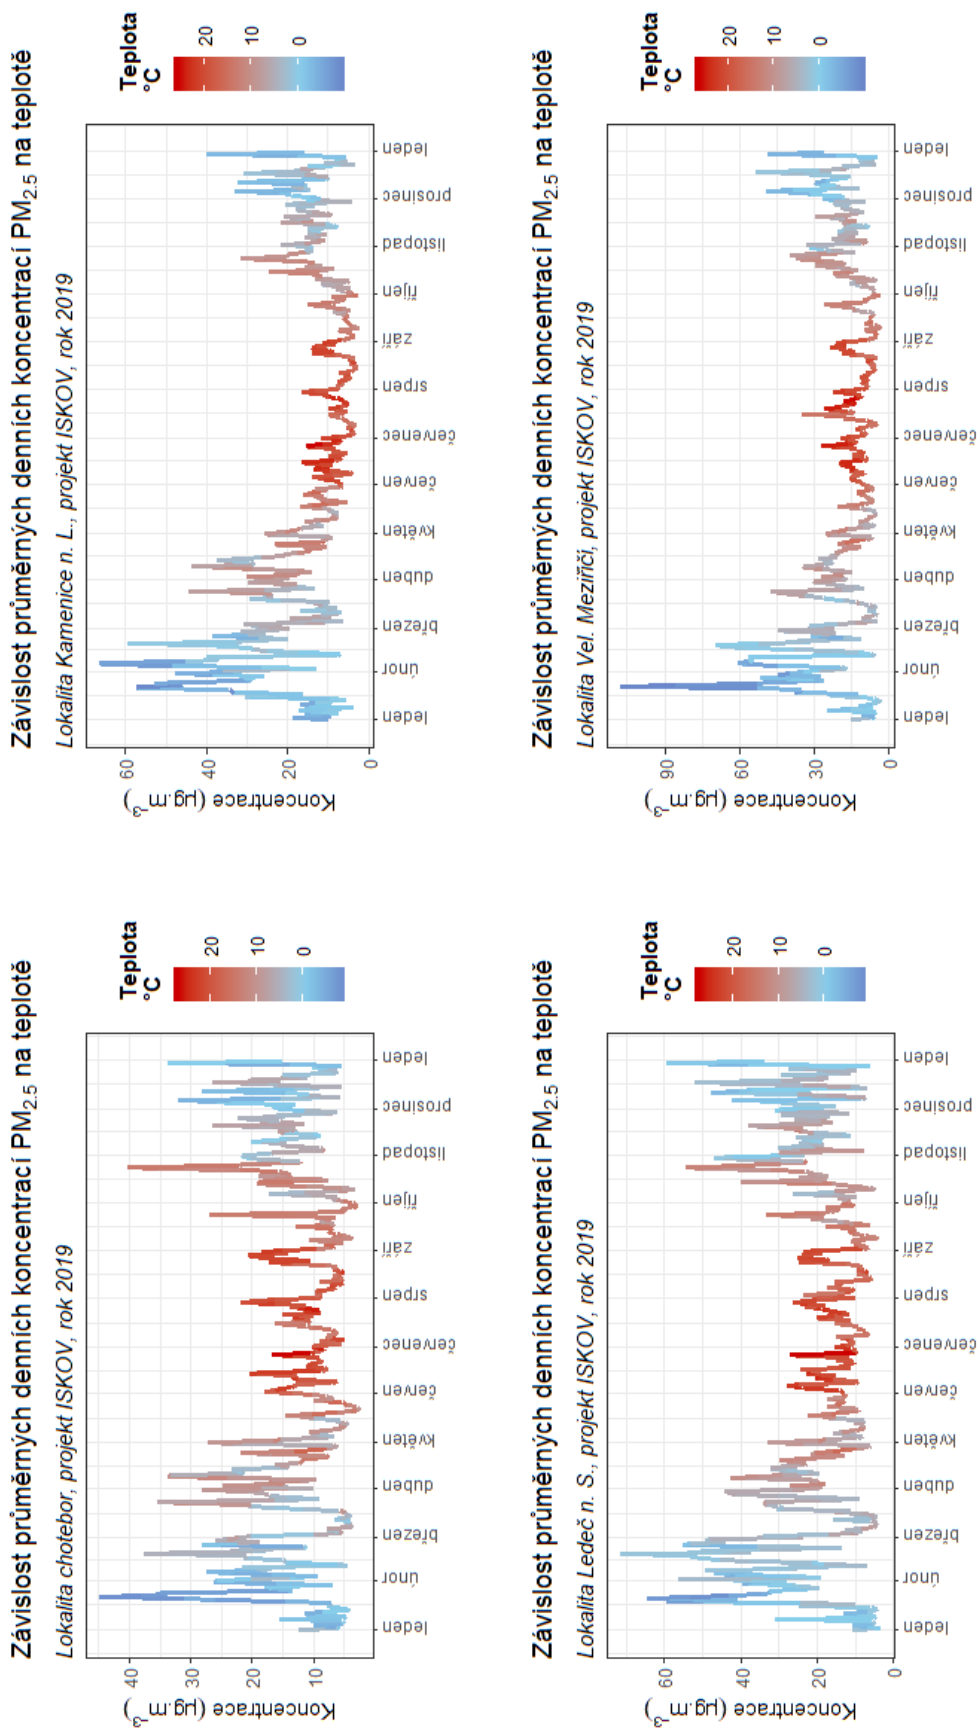 Závislost průměrných denních koncentrací PM2.5 na teplotě
Lokalita chotebor, projekt ISKOV, rok 2019
Koncentrace (µg.m⁻³)
40
30
20
10
leden
únor
březen
duben
květen
červen
červenec
srpen
září
říjen
listopad
prosinec
leden
Teplota
°C
20
10
0
Závislost průměrných denních koncentrací PM2.5 na teplotě
Lokalita Kamenice n. L., projekt ISKOV, rok 2019
Koncentrace (µg.m⁻³)
60
40
20
0
leden
únor
březen
duben
květen
červen
červenec
srpen
září
říjen
listopad
prosinec
leden
Teplota
°C
20
10
0
Závislost průměrných denních koncentrací PM2.5 na teplotě
Lokalita Ledeč n. S., projekt ISKOV, rok 2019
Koncentrace (µg.m⁻³)
60
40
20
0
leden
únor
březen
duben
květen
červen
červenec
srpen
září
říjen
listopad
prosinec
leden
Teplota
°C
20
10
0
Závislost průměrných denních koncentrací PM2.5 na teplotě
Lokalita Vel. Meziříčí, projekt ISKOV, rok 2019
Koncentrace (µg.m⁻³)
90
60
30
0
leden
únor
březen
duben
květen
červen
červenec
srpen
září
říjen
listopad
prosinec
leden
Teplota
°C
20
10
0